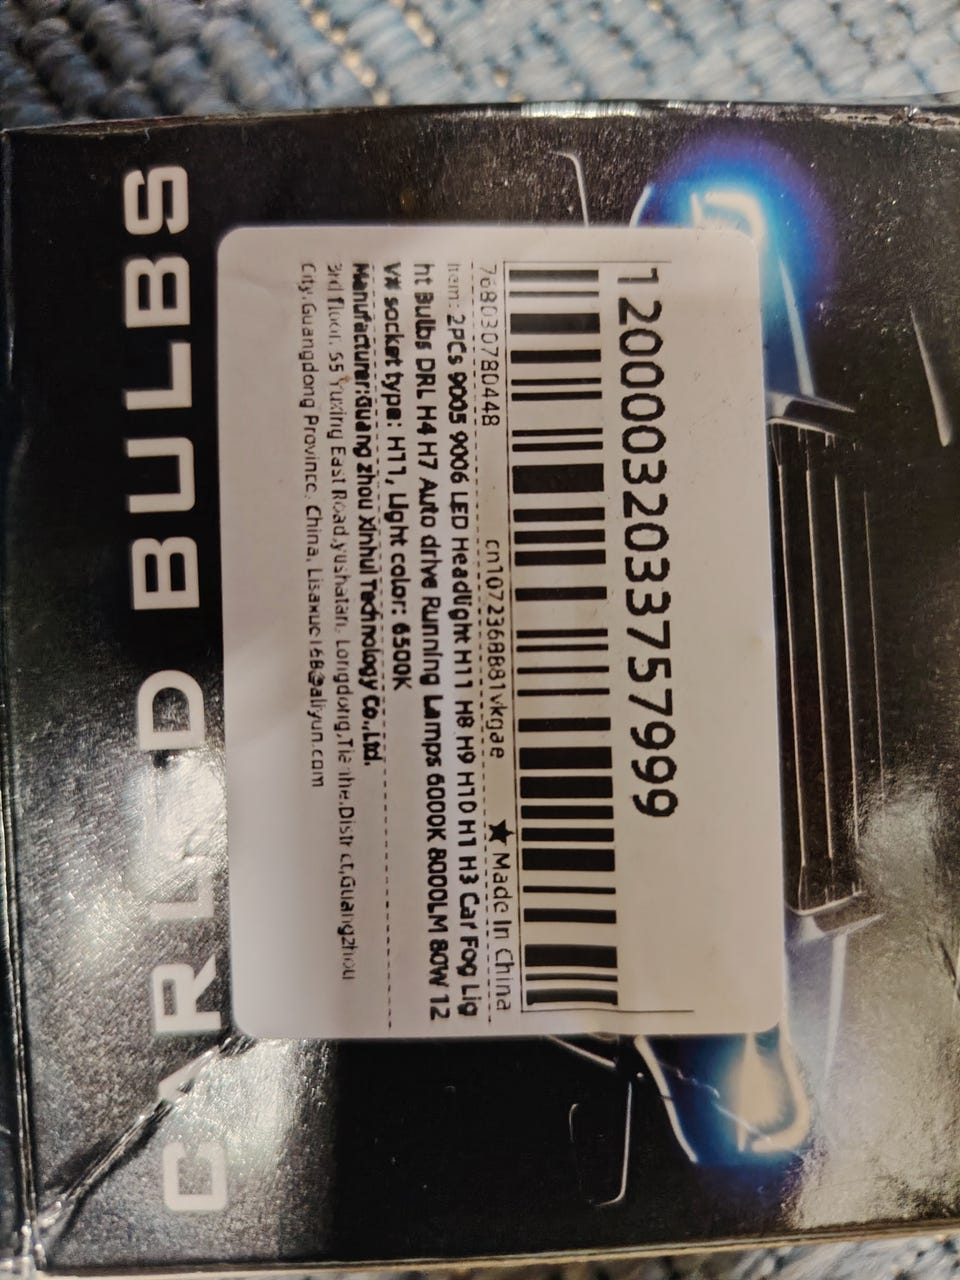 12000032033757999
768030780448 cn1072368881vkgae ★ Made In China
Item: 2PCs 9005 9006 LED Headlight H11 H8 H9 H10 H1 H3 Car Fog Lig
ht Bulbs DRL H4 H7 Auto drive Running Lamps 6000K 8000LM 80W 12
V* socket type: H11, Light color: 6500K
Manufacturer:Guang zhou Xinhui Technology Co.,Ltd.
3rd floor, 55 Yuxing East Road,yushatan, Longdong,Tianhe,District,Guangzhou
City,Guangdong Province, China, Lisaxue168@aliyun.com
CAR LED BULBS